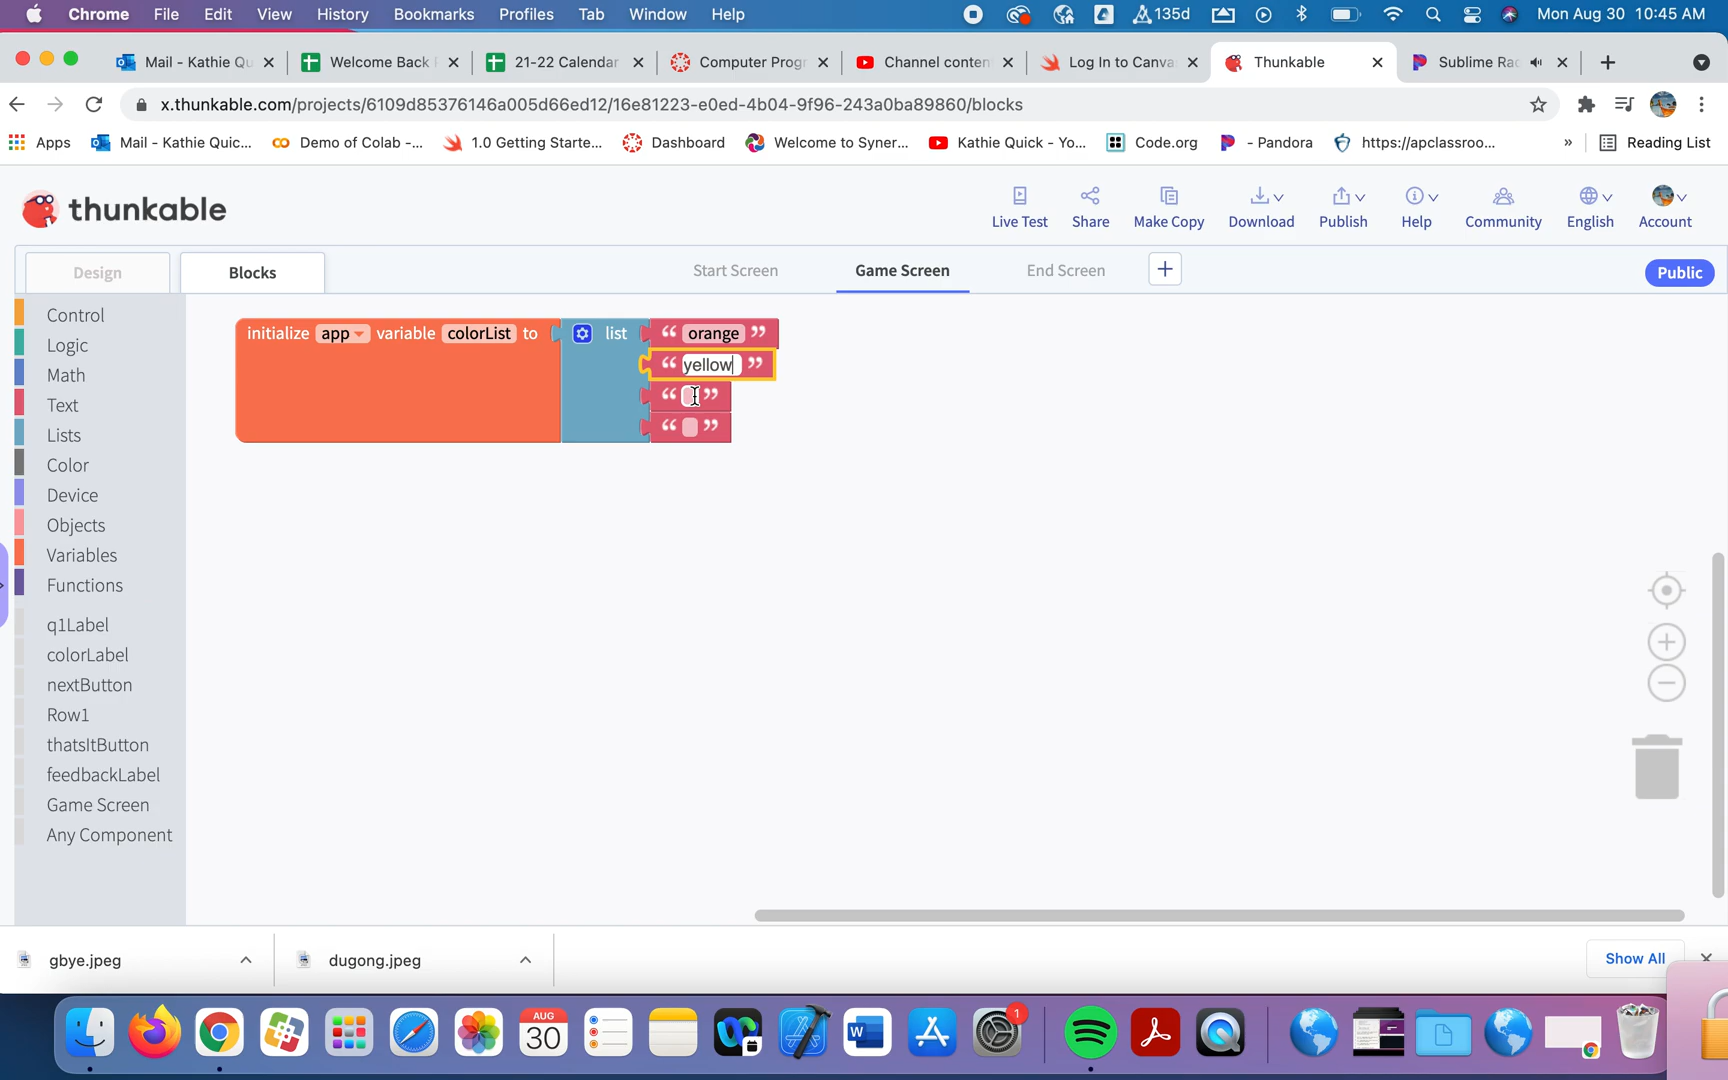 Chrome File Edit View History Bookmarks Profiles Tab Window Help 135d Mon Aug 30 10:45 AM
Mail - Kathie Qu Welcome Back 21-22 Calendar Computer Prog Channel conten Log In to Canva Thunkable Sublime Rad
x.thunkable.com/projects/6109d85376146a005d66ed12/16e81223-e0ed-4b04-9f96-243a0ba89860/blocks
Apps Mail - Kathie Quic... Demo of Colab -... 1.0 Getting Starte... Dashboard Welcome to Syner... Kathie Quick - Yo... Code.org - Pandora https://apclassroo... » Reading List
thunkable
Live Test Share Make Copy Download Publish Help Community English Account
Design Blocks Start Screen Game Screen End Screen + Public
Control
Logic
Math
Text
Lists
Color
Device
Objects
Variables
Functions
q1Label
colorLabel
nextButton
Row1
thatsItButton
feedbackLabel
Game Screen
Any Component
initialize app variable colorList to list “ orange ”
“ yellow ”
“ ”
“ ”
gbye.jpeg dugong.jpeg Show All
AUG
30
1
W